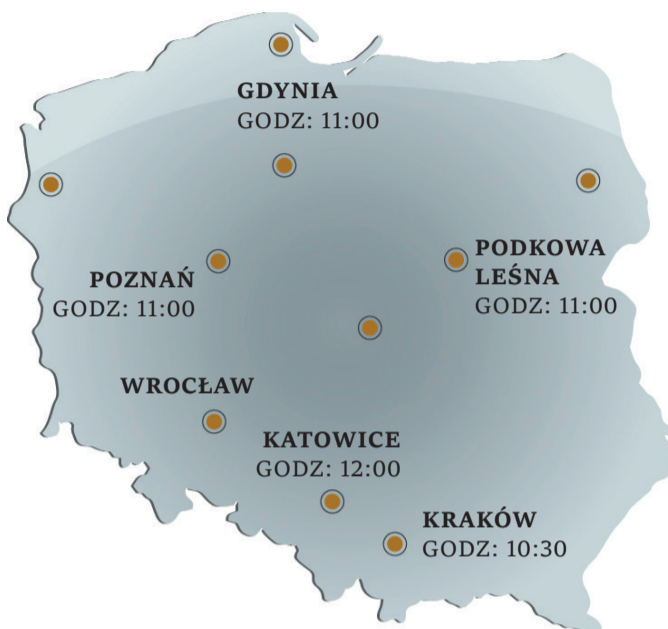 GDYNIA
GODZ: 11:00
PODKOWA
LEŚNA
GODZ: 11:00
POZNAŃ
GODZ: 11:00
WROCŁAW
KATOWICE
GODZ: 12:00
KRAKÓW
GODZ: 10:30